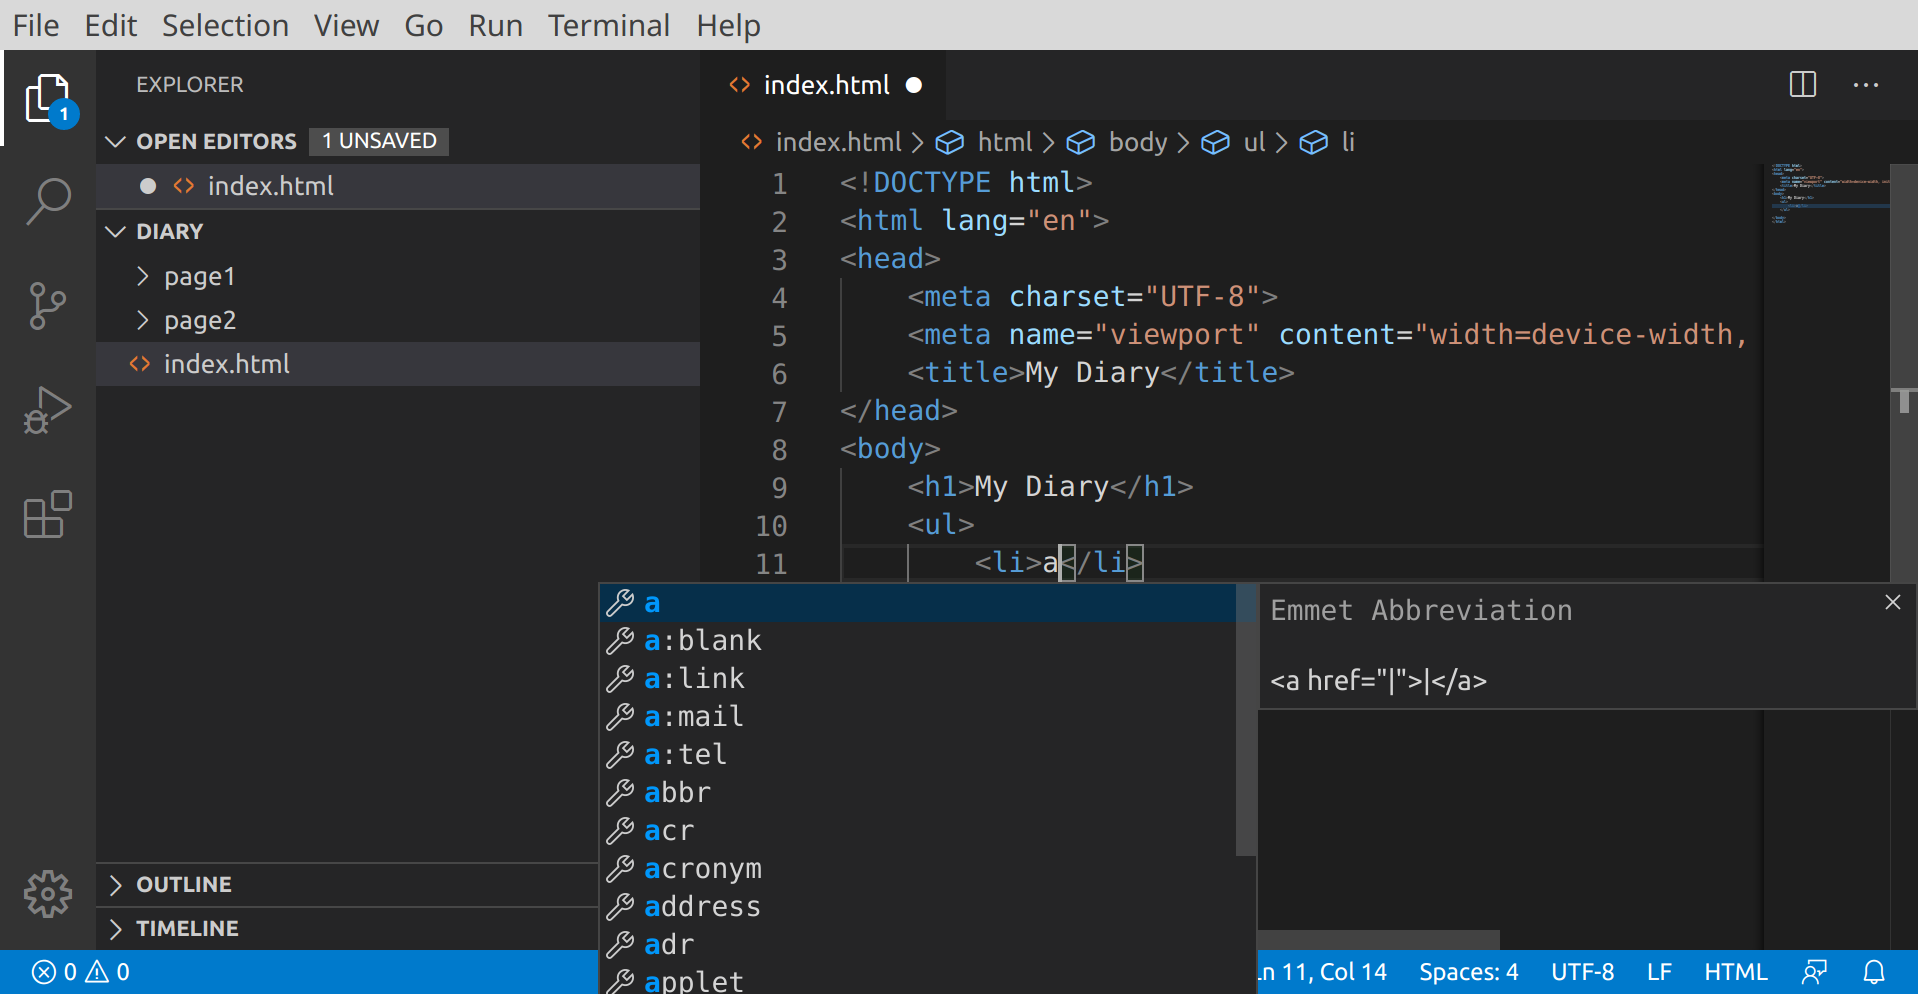 File Edit Selection View Go Run Terminal Help
EXPLORER
1
OPEN EDITORS 1 UNSAVED
index.html
DIARY
page1
page2
index.html
OUTLINE
TIMELINE
index.html
index.html > html > body > ul > li
1 <!DOCTYPE html>
2 <html lang="en">
3 <head>
4 <meta charset="UTF-8">
5 <meta name="viewport" content="width=device-width,
6 <title>My Diary</title>
7 </head>
8 <body>
9 <h1>My Diary</h1>
10 <ul>
11 <li>a</li>
a
a:blank
a:link
a:mail
a:tel
abbr
acr
acronym
address
adr
applet
Emmet Abbreviation
<a href="|">|</a>
0 0
Ln 11, Col 14 Spaces: 4 UTF-8 LF HTML